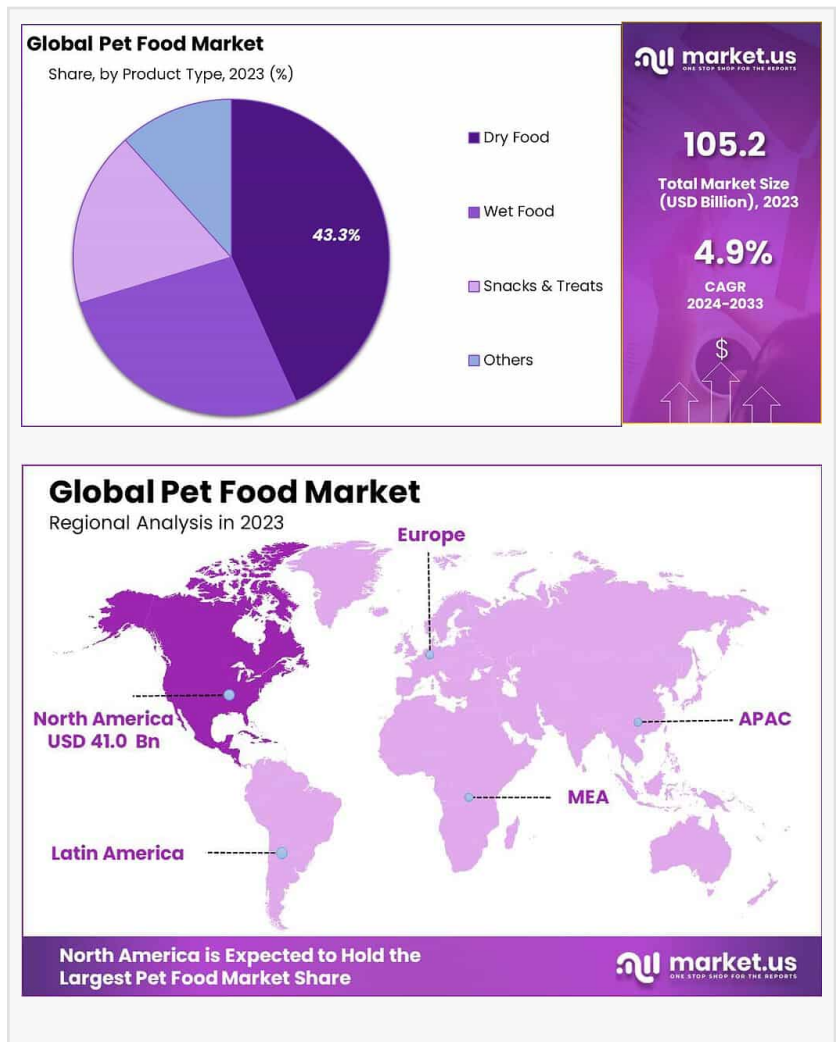 Global Pet Food Market
Share, by Product Type, 2023 (%)
43.3%
Dry Food
Wet Food
Snacks & Treats
Others
market.us
ONE STOP SHOP FOR THE REPORTS
105.2
Total Market Size
(USD Billion), 2023
4.9%
CAGR
2024-2033
$
Global Pet Food Market
Regional Analysis in 2023
Europe
North America
USD 41.0 Bn
APAC
MEA
Latin America
North America is Expected to Hold the
Largest Pet Food Market Share
market.us
ONE STOP SHOP FOR THE REPORTS